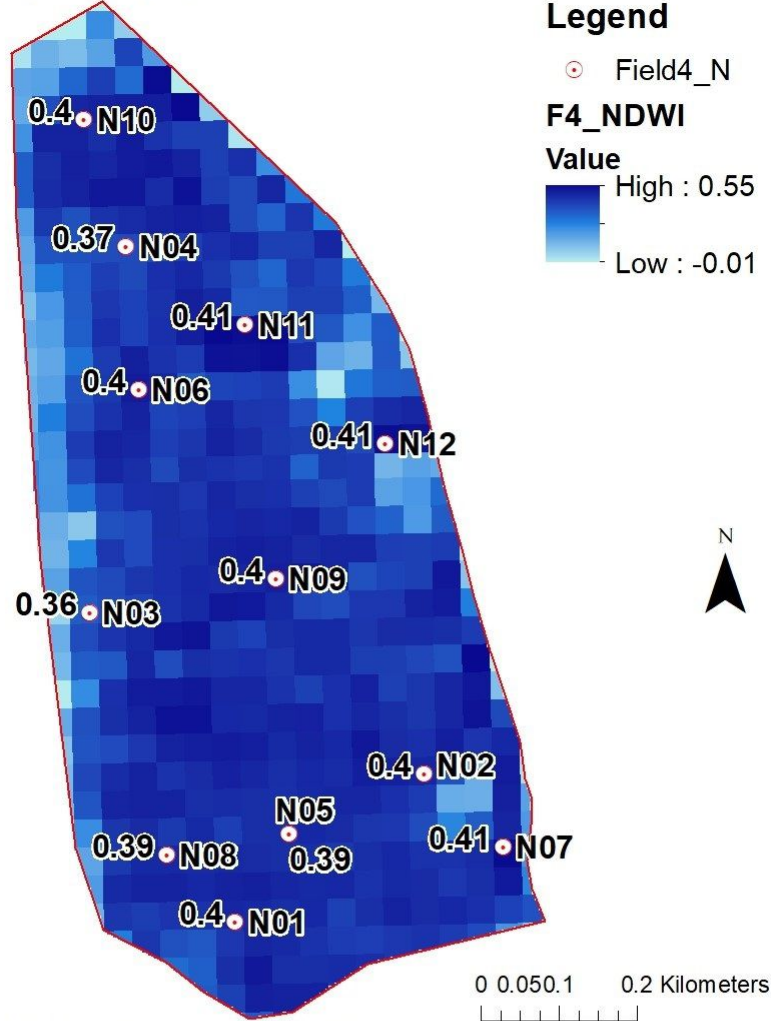 Legend
Field4_N
F4_NDWI
Value
High : 0.55
Low : -0.01
0.4 N10
0.37 N04
0.41 N11
0.4 N06
0.41 N12
0.4 N09
0.36 N03
N
0.4 N02
N05
0.39
0.41 N07
0.39 N08
0.4 N01
0 0.050.1 0.2 Kilometers